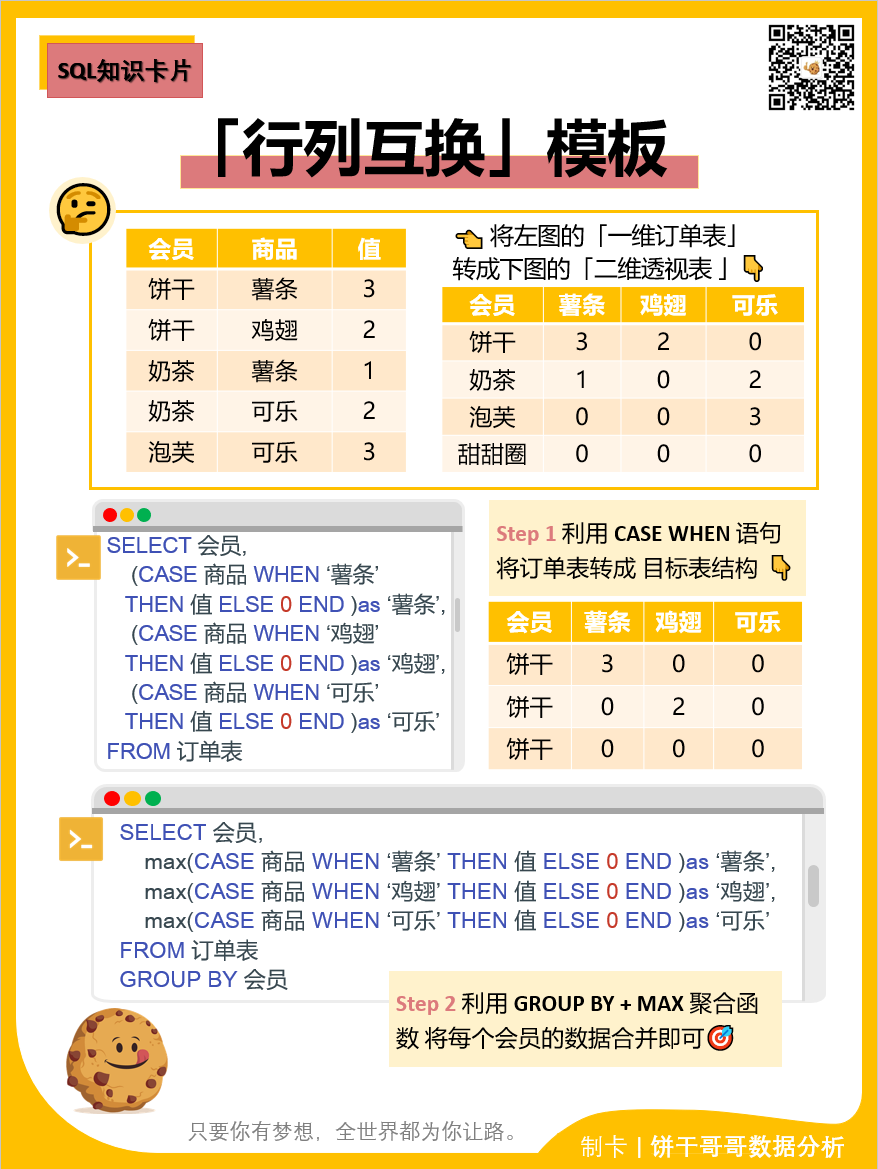 SQL知识卡片
「行列互换」模板
会员 商品 值
饼干 薯条 3
饼干 鸡翅 2
奶茶 薯条 1
奶茶 可乐 2
泡芙 可乐 3
将左图的「一维订单表」
转成下图的「二维透视表 」
会员 薯条 鸡翅 可乐
饼干 3 2 0
奶茶 1 0 2
泡芙 0 0 3
甜甜圈 0 0 0
>_
SELECT 会员,
(CASE 商品 WHEN ‘薯条’
THEN 值 ELSE 0 END )as ‘薯条’,
(CASE 商品 WHEN ‘鸡翅’
THEN 值 ELSE 0 END )as ‘鸡翅’,
(CASE 商品 WHEN ‘可乐’
THEN 值 ELSE 0 END )as ‘可乐’
FROM 订单表
Step 1 利用 CASE WHEN 语句
将订单表转成 目标表结构
会员 薯条 鸡翅 可乐
饼干 3 0 0
饼干 0 2 0
饼干 0 0 0
>_
SELECT 会员,
max(CASE 商品 WHEN ‘薯条’ THEN 值 ELSE 0 END )as ‘薯条’,
max(CASE 商品 WHEN ‘鸡翅’ THEN 值 ELSE 0 END )as ‘鸡翅’,
max(CASE 商品 WHEN ‘可乐’ THEN 值 ELSE 0 END )as ‘可乐’
FROM 订单表
GROUP BY 会员
Step 2 利用 GROUP BY + MAX 聚合函
数 将每个会员的数据合并即可
只要你有梦想，全世界都为你让路。
制卡 | 饼干哥哥数据分析